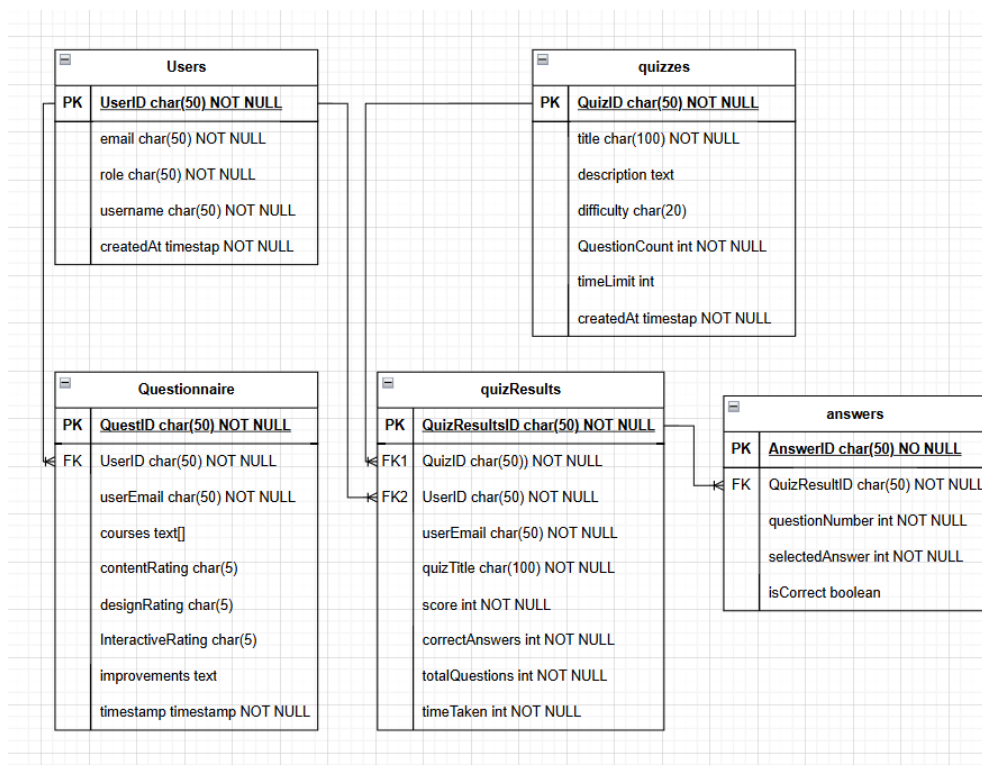 Users
PK UserID char(50) NOT NULL
email char(50) NOT NULL
role char(50) NOT NULL
username char(50) NOT NULL
createdAt timestap NOT NULL
quizzes
PK QuizID char(50) NOT NULL
title char(100) NOT NULL
description text
difficulty char(20)
QuestionCount int NOT NULL
timeLimit int
createdAt timestap NOT NULL
Questionnaire
PK QuestID char(50) NOT NULL
FK UserID char(50) NOT NULL
userEmail char(50) NOT NULL
courses text[]
contentRating char(5)
designRating char(5)
InteractiveRating char(5)
improvements text
timestamp timestamp NOT NULL
quizResults
PK QuizResultsID char(50) NOT NULL
FK1 QuizID char(50)) NOT NULL
FK2 UserID char(50) NOT NULL
userEmail char(50) NOT NULL
quizTitle char(100) NOT NULL
score int NOT NULL
correctAnswers int NOT NULL
totalQuestions int NOT NULL
timeTaken int NOT NULL
answers
PK AnswerID char(50) NO NULL
FK QuizResultID char(50) NOT NULL
questionNumber int NOT NULL
selectedAnswer int NOT NULL
isCorrect boolean